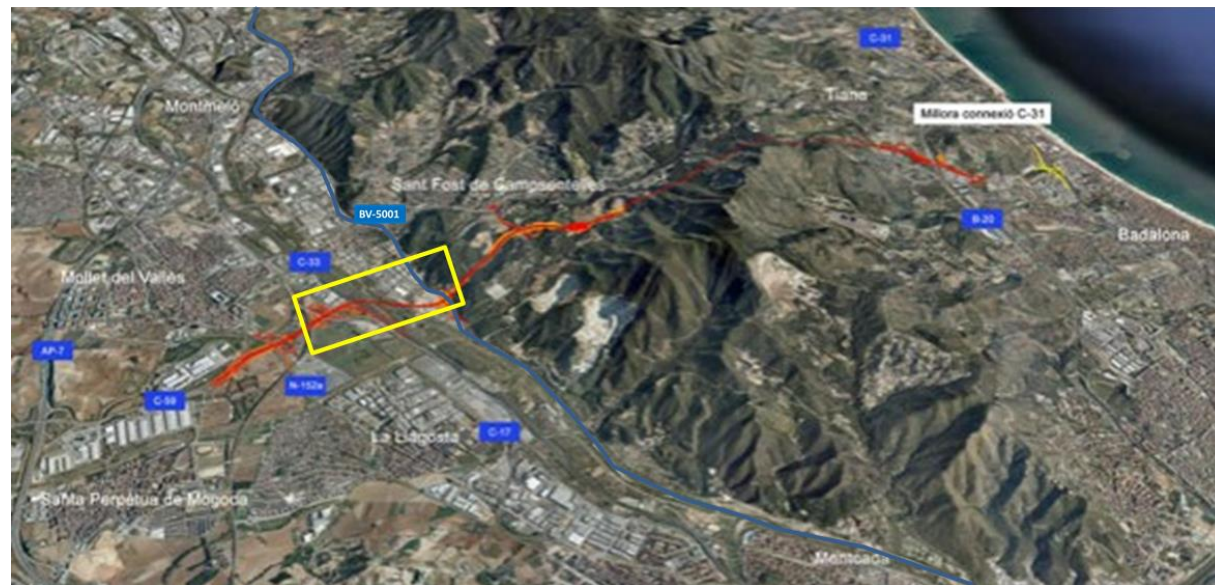 C-31
Tiana
Montmeló
Millora connexió C-31
Sant Fost de Campsentelles
BV-5001
B-20
Badalona
C-33
Mollet del Vallès
AP-7
N-152a
C-59
La Llagosta
C-17
Santa Perpètua de Mogoda
Montcada